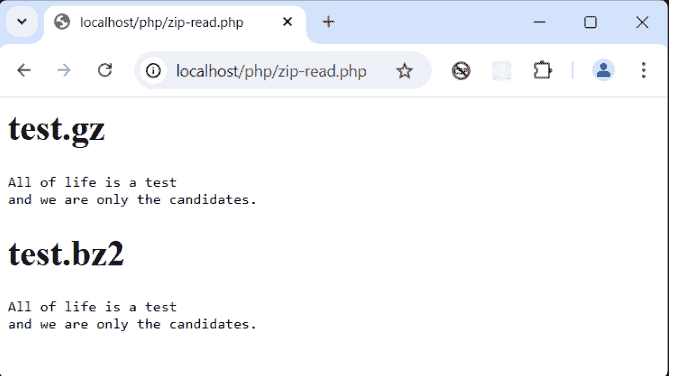 localhost/php/zip-read.php
localhost/php/zip-read.php
test.gz
All of life is a test
and we are only the candidates.
test.bz2
All of life is a test
and we are only the candidates.